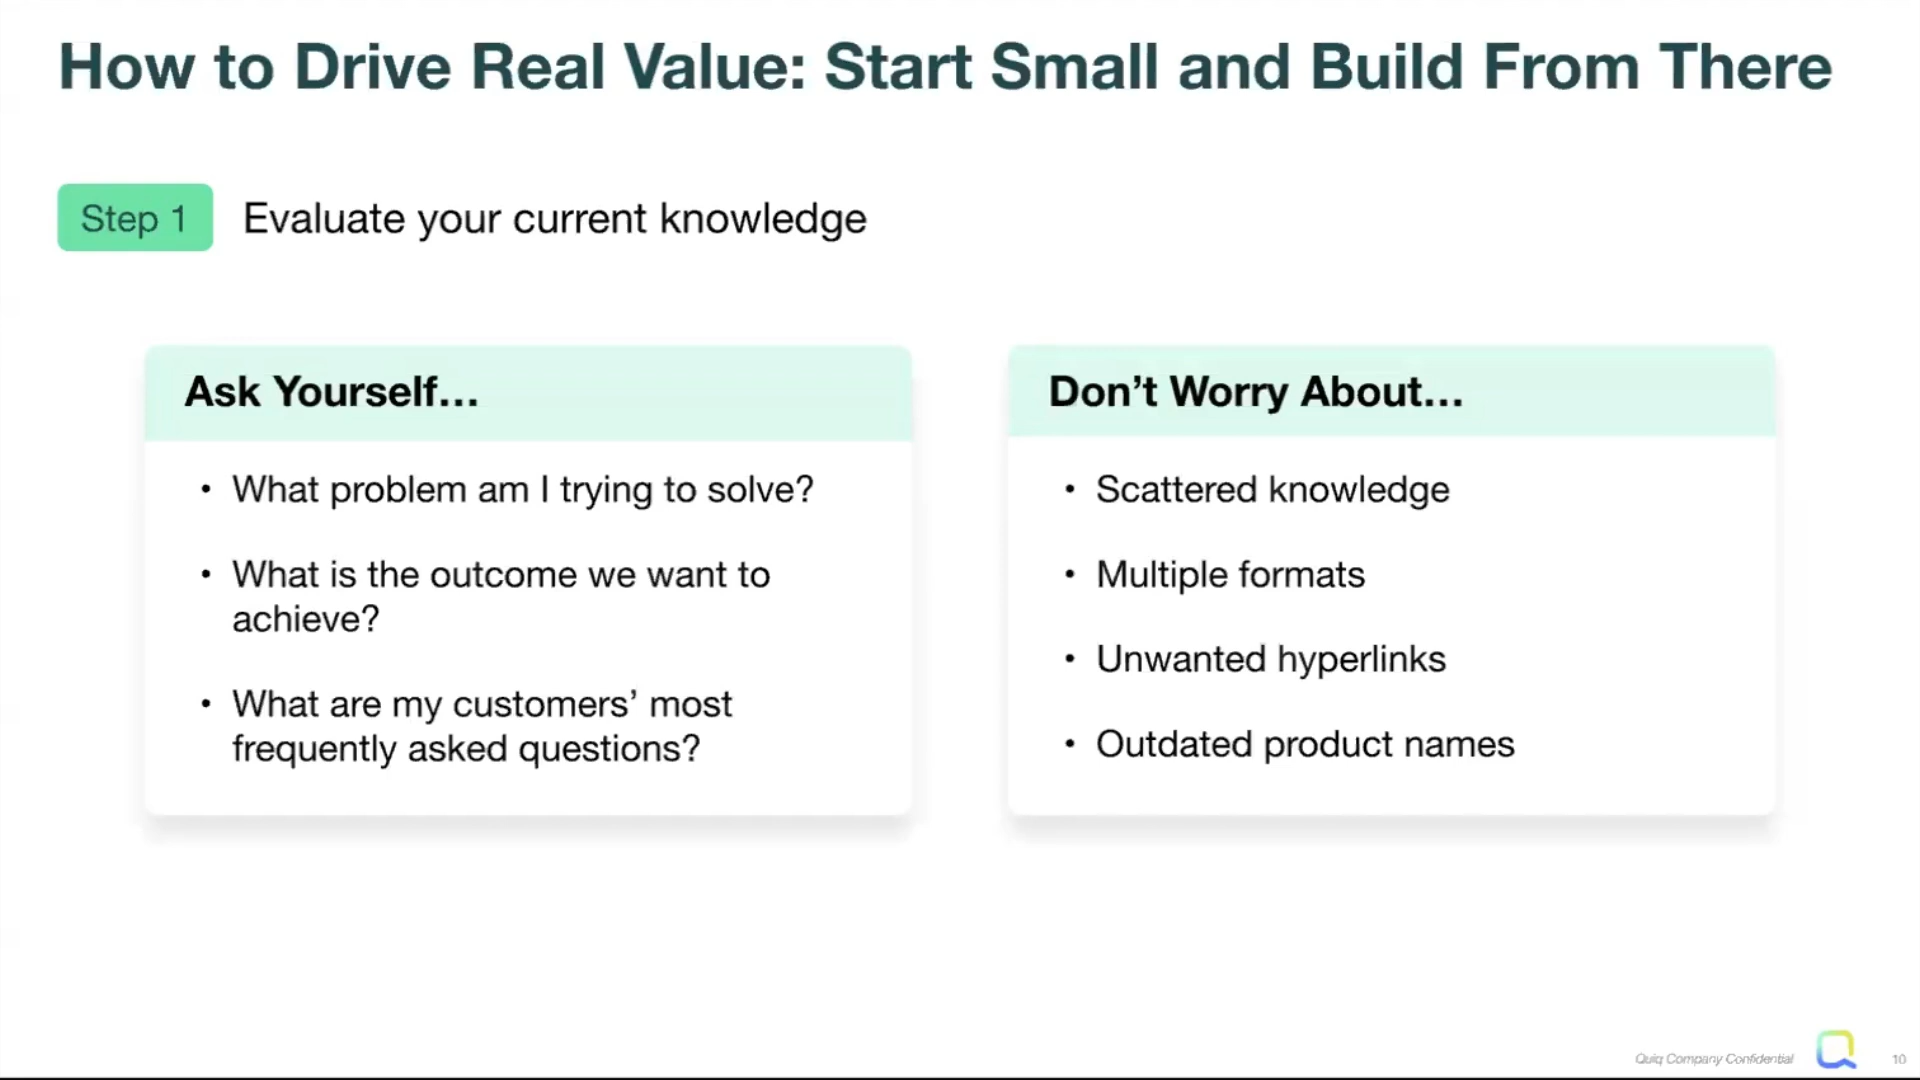 How to Drive Real Value: Start Small and Build From There
Step 1
Evaluate your current knowledge
Ask Yourself...
• What problem am I trying to solve?
• What is the outcome we want to
achieve?
• What are my customers’ most
frequently asked questions?
Don’t Worry About...
• Scattered knowledge
• Multiple formats
• Unwanted hyperlinks
• Outdated product names
Quiq Company Confidential
10